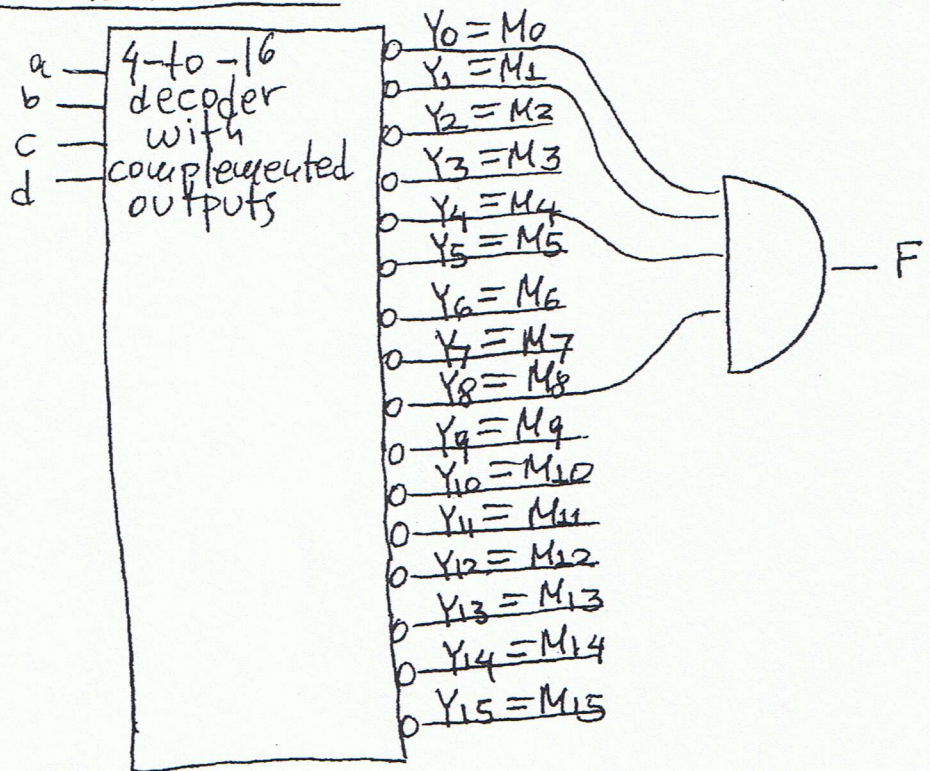 a
b
c
d
4-to-16
decoder
with
complemented
outputs
Y0 = M0
Y1 = M1
Y2 = M2
Y3 = M3
Y4 = M4
Y5 = M5
Y6 = M6
Y7 = M7
Y8 = M8
Y9 = M9
Y10 = M10
Y11 = M11
Y12 = M12
Y13 = M13
Y14 = M14
Y15 = M15
F